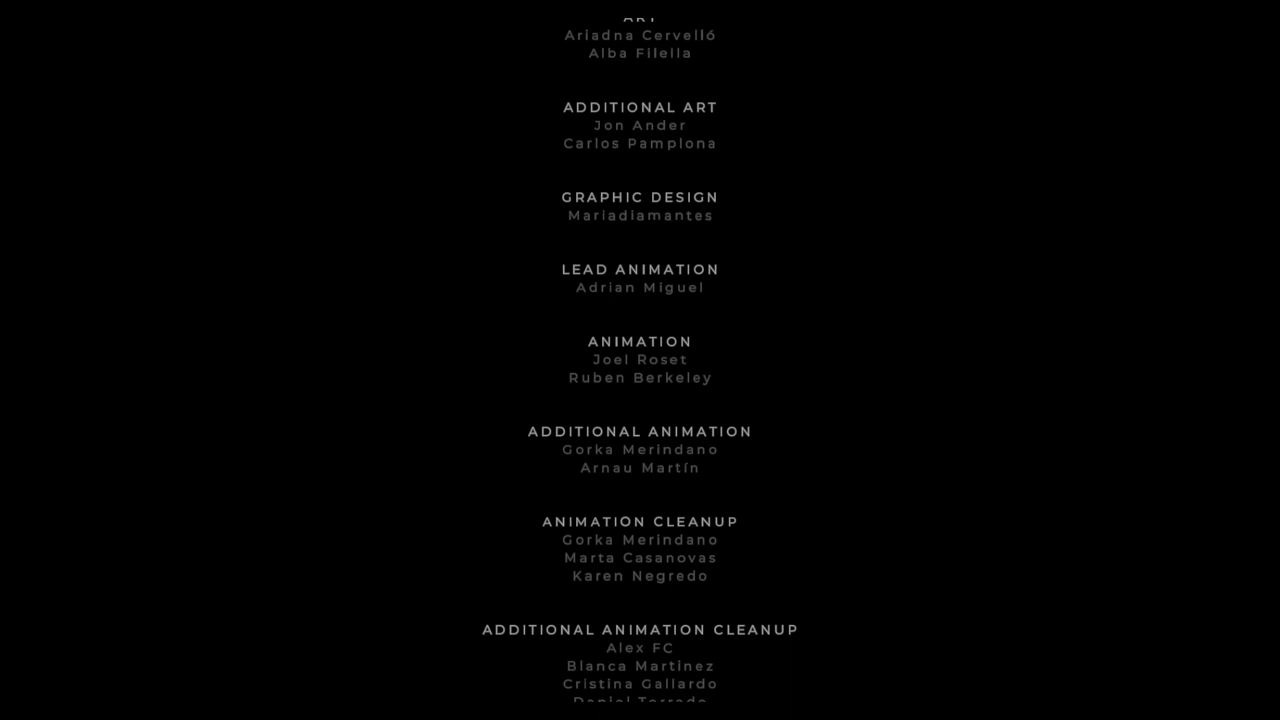 ART
Ariadna Cervelló
Alba Filella
ADDITIONAL ART
Jon Ander
Carlos Pamplona
GRAPHIC DESIGN
Mariadiamantes
LEAD ANIMATION
Adrian Miguel
ANIMATION
Joel Roset
Ruben Berkeley
ADDITIONAL ANIMATION
Gorka Merindano
Arnau Martín
ANIMATION CLEANUP
Gorka Merindano
Marta Casanovas
Karen Negredo
ADDITIONAL ANIMATION CLEANUP
Alex FC
Blanca Martinez
Cristina Gallardo
Daniel